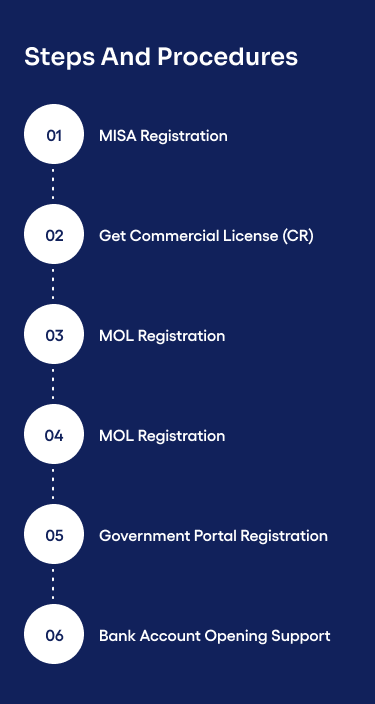 Steps And Procedures
01 MISA Registration
02 Get Commercial License (CR)
03 MOL Registration
04 MOL Registration
05 Government Portal Registration
06 Bank Account Opening Support